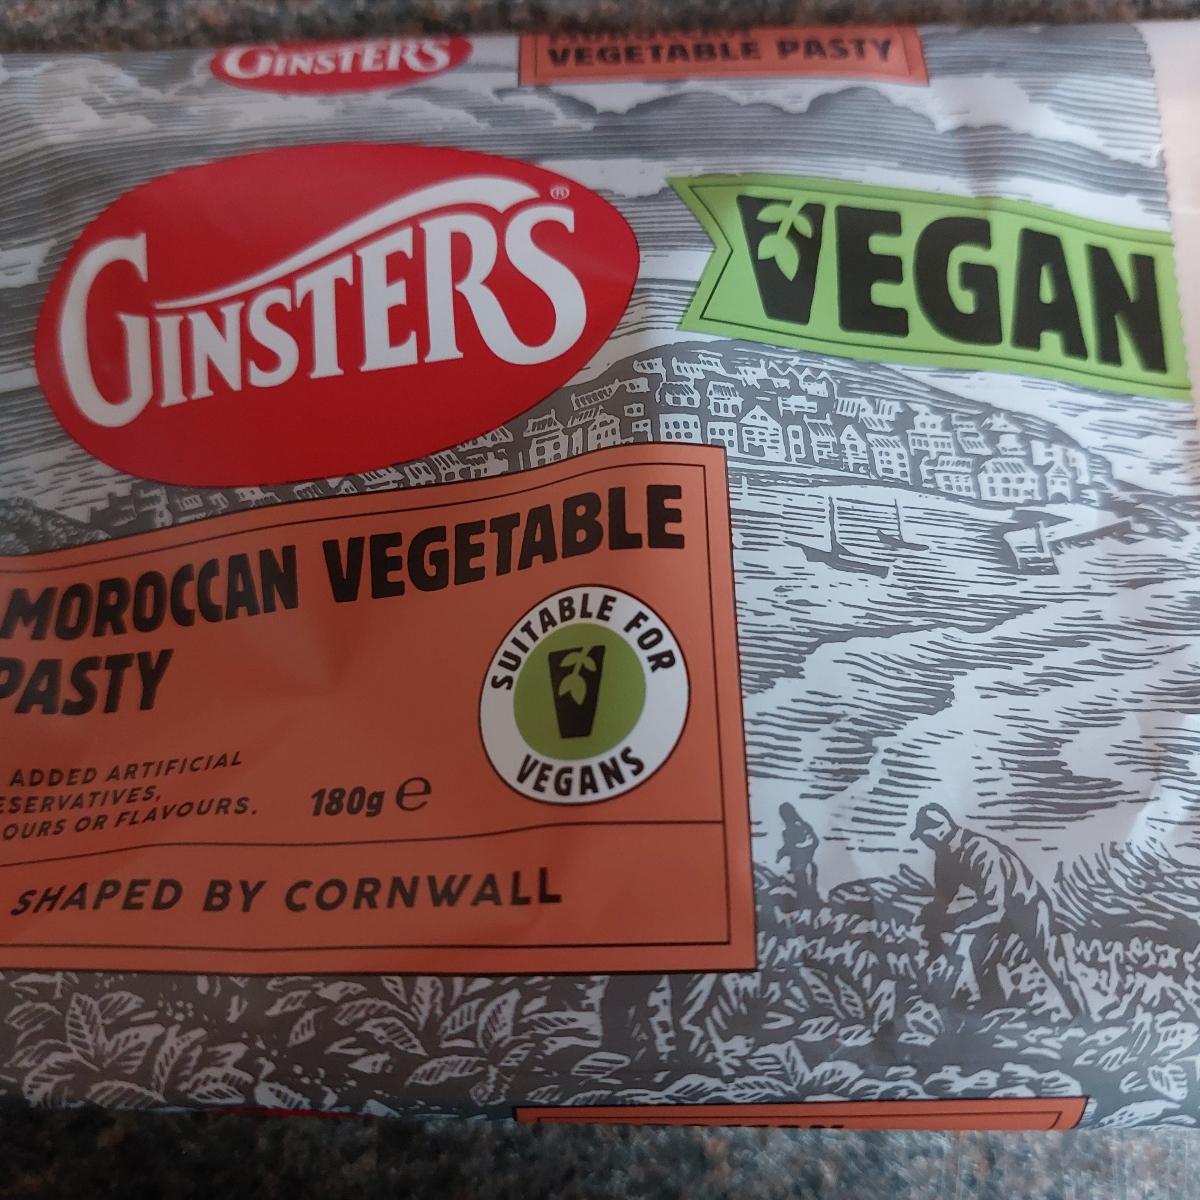 GINSTERS
VEGETABLE PASTY
GINSTERS®
VEGAN
MOROCCAN VEGETABLE
PASTY
SUITABLE FOR
VEGANS
ADDED ARTIFICIAL
ESERVATIVES,
OURS OR FLAVOURS.
180g ℮
SHAPED BY CORNWALL